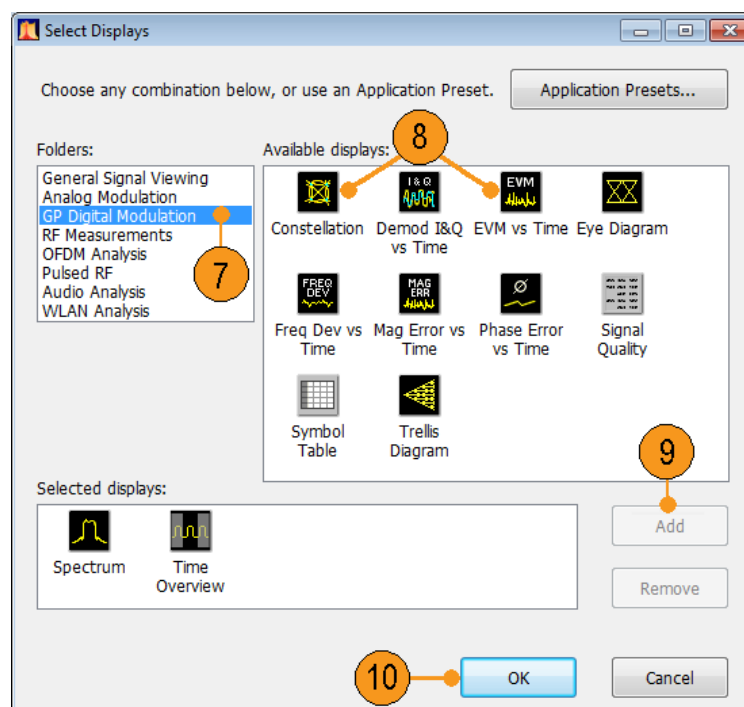 Select Displays
Choose any combination below, or use an Application Preset.
Application Presets...
8
Folders:
Available displays:
General Signal Viewing
Analog Modulation
GP Digital Modulation
RF Measurements
OFDM Analysis
Pulsed RF
Audio Analysis
WLAN Analysis
7
I & Q
EVM
Constellation
Demod I&Q
vs Time
EVM vs Time
Eye Diagram
FREQ
DEV
MAG
ERR
Ø
Freq Dev vs
Time
Mag Error vs
Time
Phase Error
vs Time
Signal
Quality
Symbol
Table
Trellis
Diagram
9
Selected displays:
Add
Spectrum
Time
Overview
Remove
10
OK
Cancel